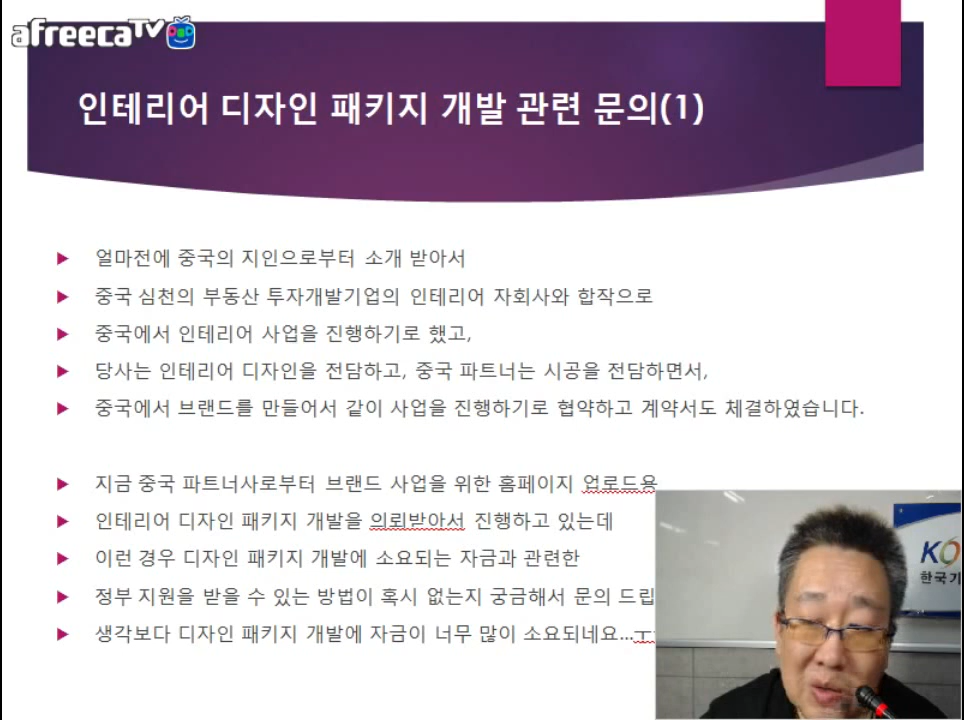 afreecaTV
인테리어 디자인 패키지 개발 관련 문의(1)
얼마전에 중국의 지인으로부터 소개 받아서
중국 심천의 부동산 투자개발기업의 인테리어 자회사와 합작으로
중국에서 인테리어 사업을 진행하기로 했고,
당사는 인테리어 디자인을 전담하고, 중국 파트너는 시공을 전담하면서,
중국에서 브랜드를 만들어서 같이 사업을 진행하기로 협약하고 계약서도 체결하였습니다.
지금 중국 파트너사로부터 브랜드 사업을 위한 홈페이지 업로드용
인테리어 디자인 패키지 개발을 의뢰받아서 진행하고 있는데
이런 경우 디자인 패키지 개발에 소요되는 자금과 관련한
정부 지원을 받을 수 있는 방법이 혹시 없는지 궁금해서 문의 드립
생각보다 디자인 패키지 개발에 자금이 너무 많이 소요되네요...ㅜ
KO
한국기